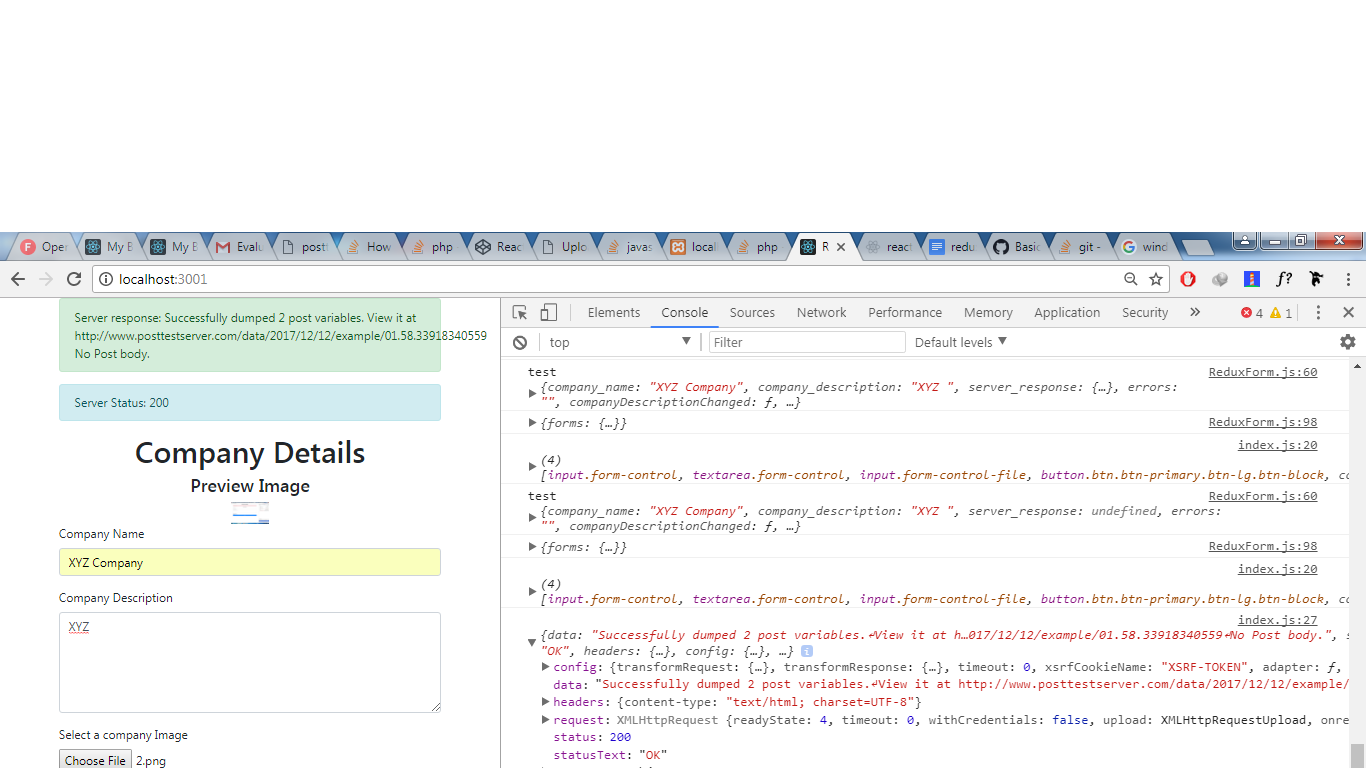 Oper
My B
My B
Evalu
post
How
php
Reac
Uplo
javas
locall
php
R
react
redu
Basic
git -
wind
localhost:3001
f?
Server response: Successfully dumped 2 post variables. View it at
http://www.posttestserver.com/data/2017/12/12/example/01.58.33918340559
No Post body.
Server Status: 200
Company Details
Preview Image
Company Name
XYZ Company
Company Description
XYZ
Select a company Image
Choose File 2.png
Elements Console Sources Network Performance Memory Application Security » 4 1
top Filter Default levels
test ReduxForm.js:60
{company_name: "XYZ Company", company_description: "XYZ ", server_response: {…}, errors:
"", companyDescriptionChanged: ƒ, …}
{forms: {…}} ReduxForm.js:98
index.js:20
(4)
[input.form-control, textarea.form-control, input.form-control-file, button.btn.btn-primary.btn-lg.btn-block, co
test ReduxForm.js:60
{company_name: "XYZ Company", company_description: "XYZ ", server_response: undefined, errors:
"", companyDescriptionChanged: ƒ, …}
{forms: {…}} ReduxForm.js:98
index.js:20
(4)
[input.form-control, textarea.form-control, input.form-control-file, button.btn.btn-primary.btn-lg.btn-block, co
index.js:27
{data: "Successfully dumped 2 post variables.↵View it at h…017/12/12/example/01.58.33918340559↵No Post body.", s
"OK", headers: {…}, config: {…}, …}
config: {transformRequest: {…}, transformResponse: {…}, timeout: 0, xsrfCookieName: "XSRF-TOKEN", adapter: ƒ,
data: "Successfully dumped 2 post variables.↵View it at http://www.posttestserver.com/data/2017/12/12/example/
headers: {content-type: "text/html; charset=UTF-8"}
request: XMLHttpRequest {readyState: 4, timeout: 0, withCredentials: false, upload: XMLHttpRequestUpload, onre
status: 200
statusText: "OK"